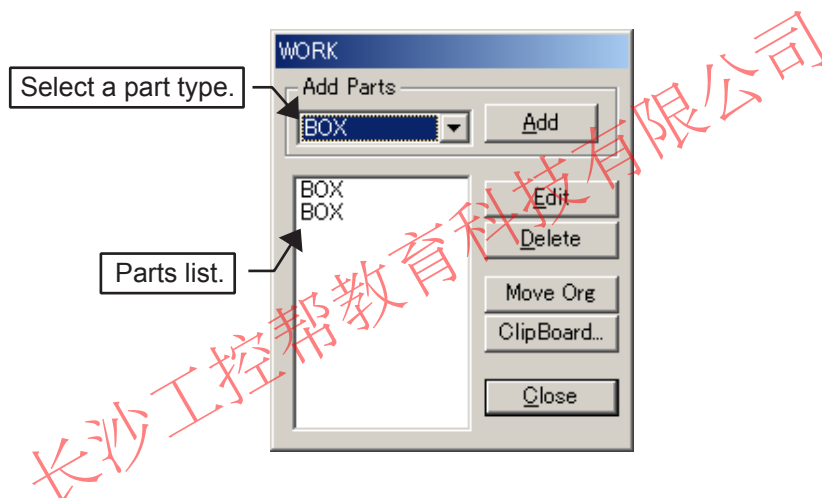 WORK
Select a part type.
Add Parts
BOX
Add
BOX
BOX
Edit
Delete
Parts list.
Move Org
ClipBoard...
Close
长沙工控帮教育科技有限公司